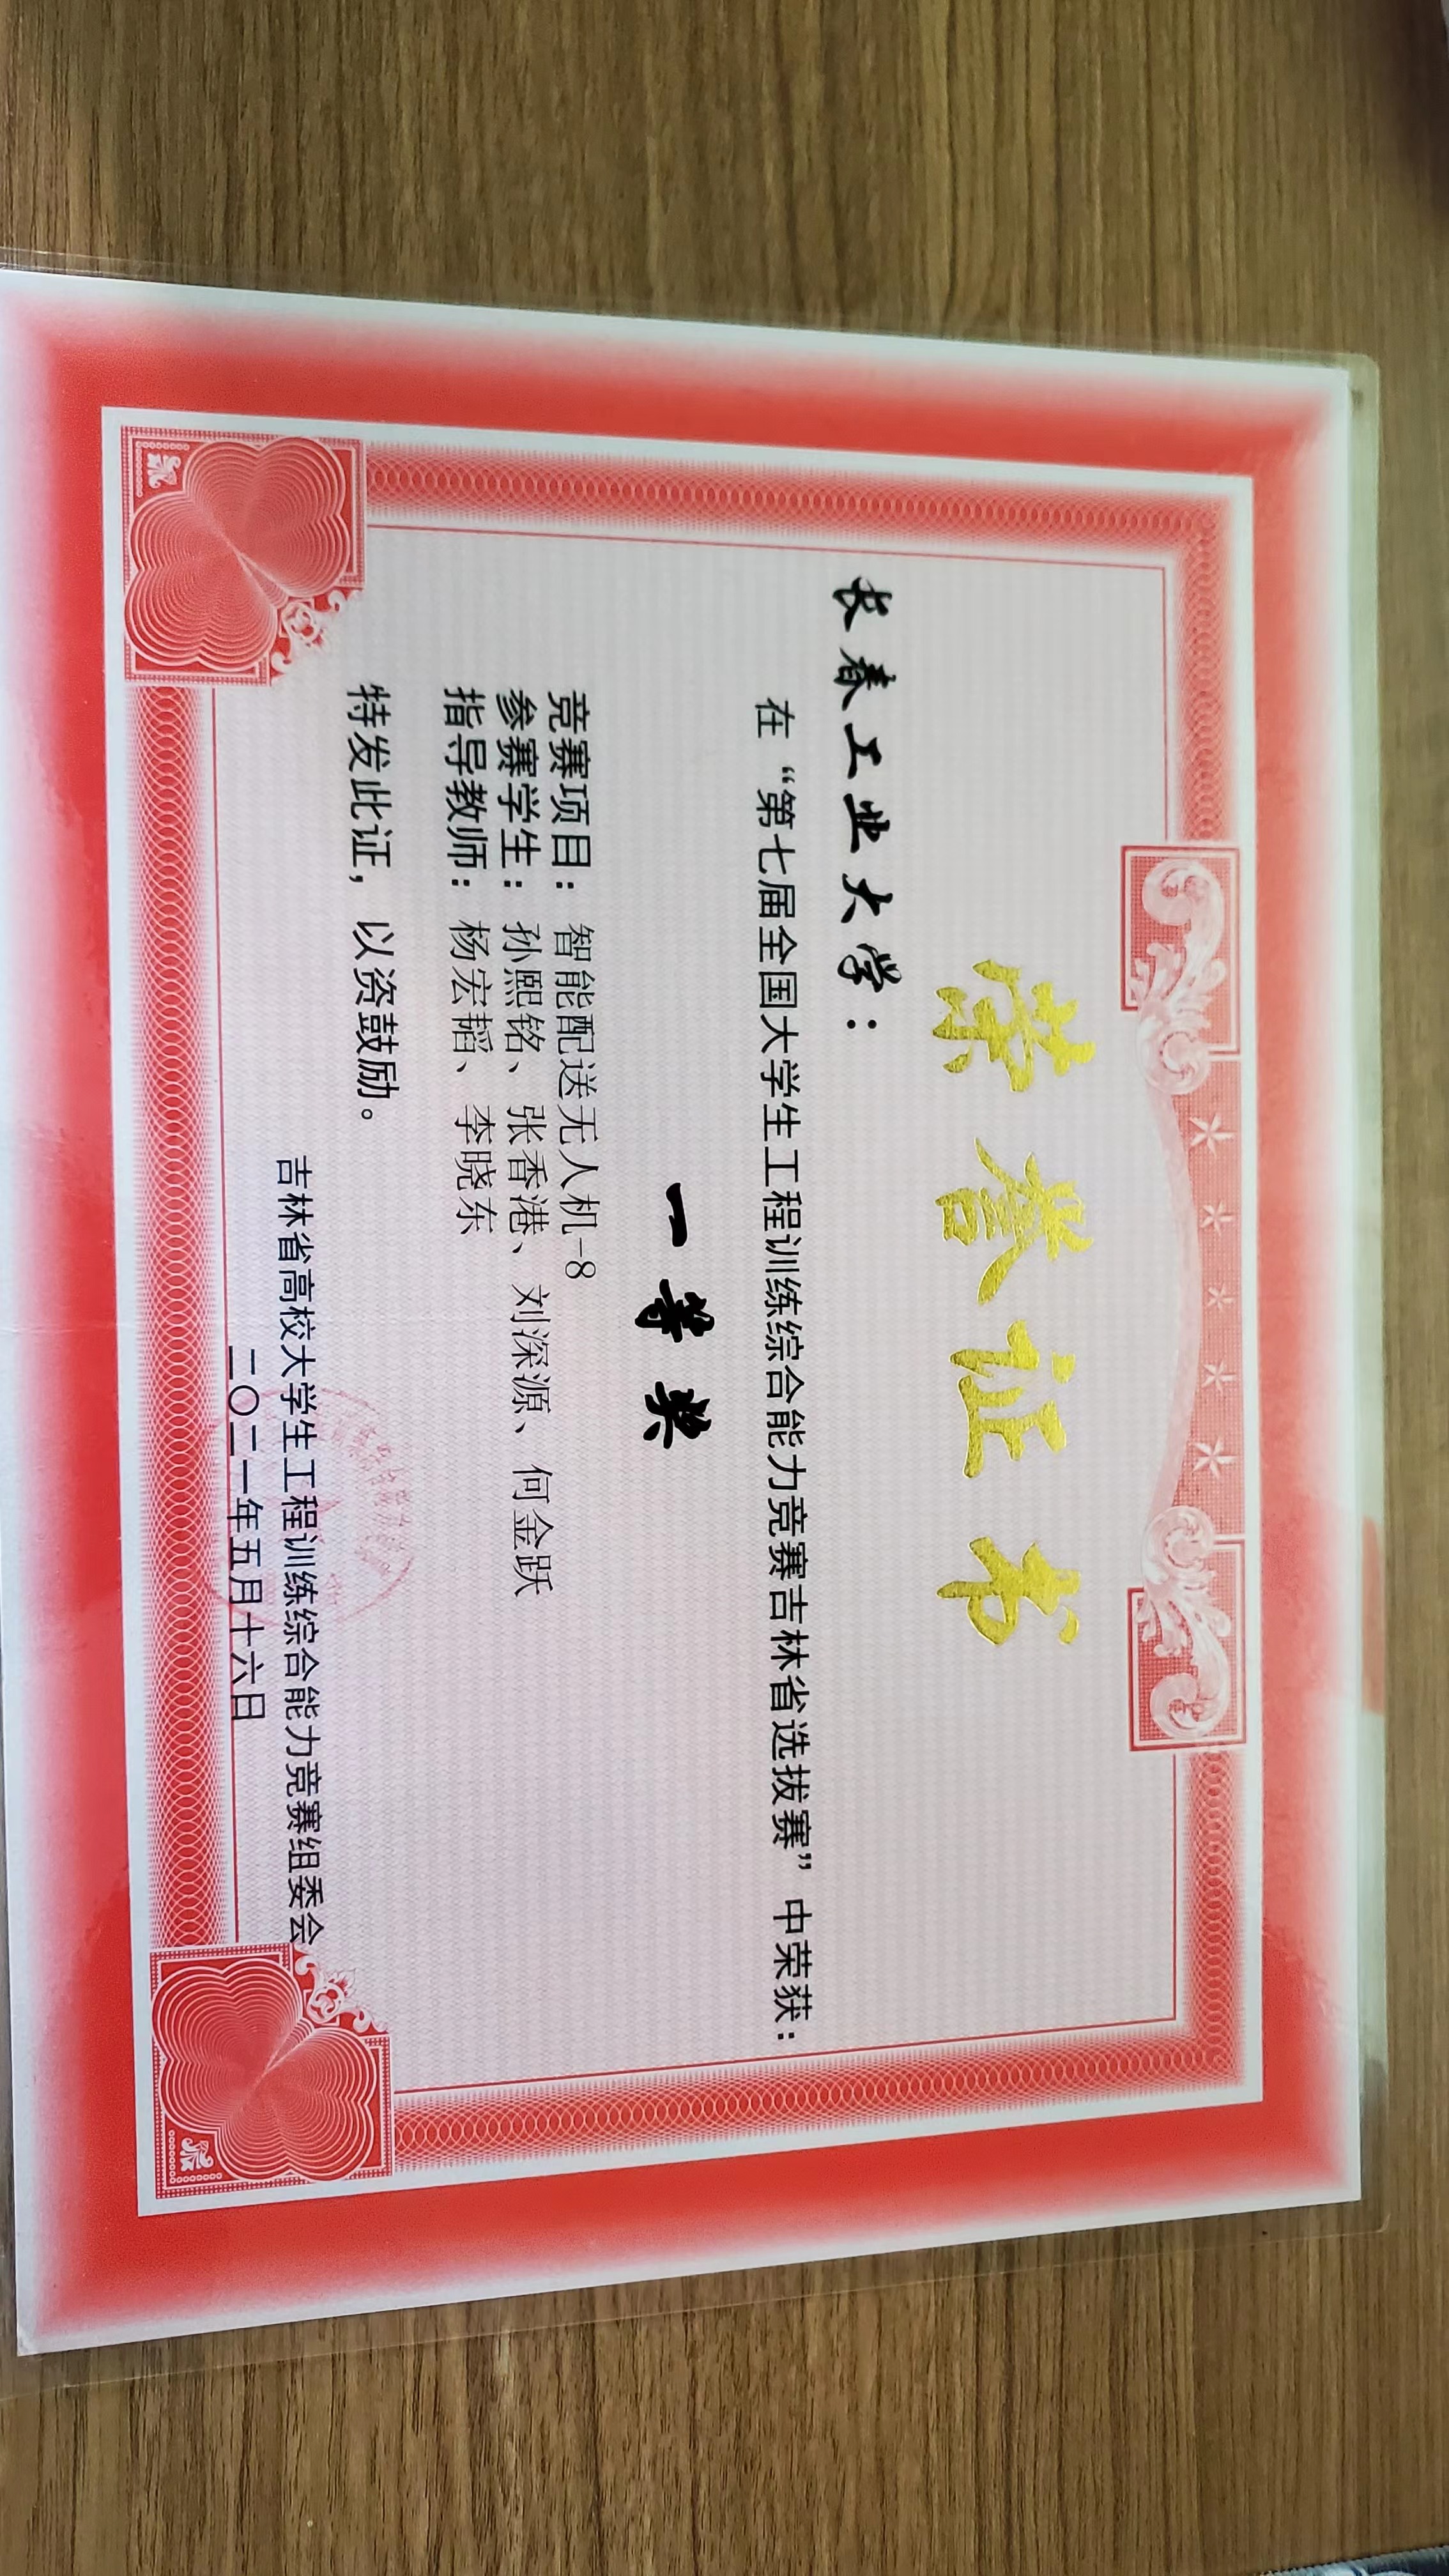 荣誉证书
长春工业大学：
在“第七届全国大学生工程训练综合能力竞赛吉林省选拔赛”中荣获：
一等奖
竞赛项目：智能配送无人机-8
参赛学生：孙熙铭、张香港、刘深源、何金跃
指导教师：杨宏韬、李晓东
特发此证，以资鼓励。
吉林省高校大学生工程训练综合能力竞赛组委会
二〇二一年五月十六日